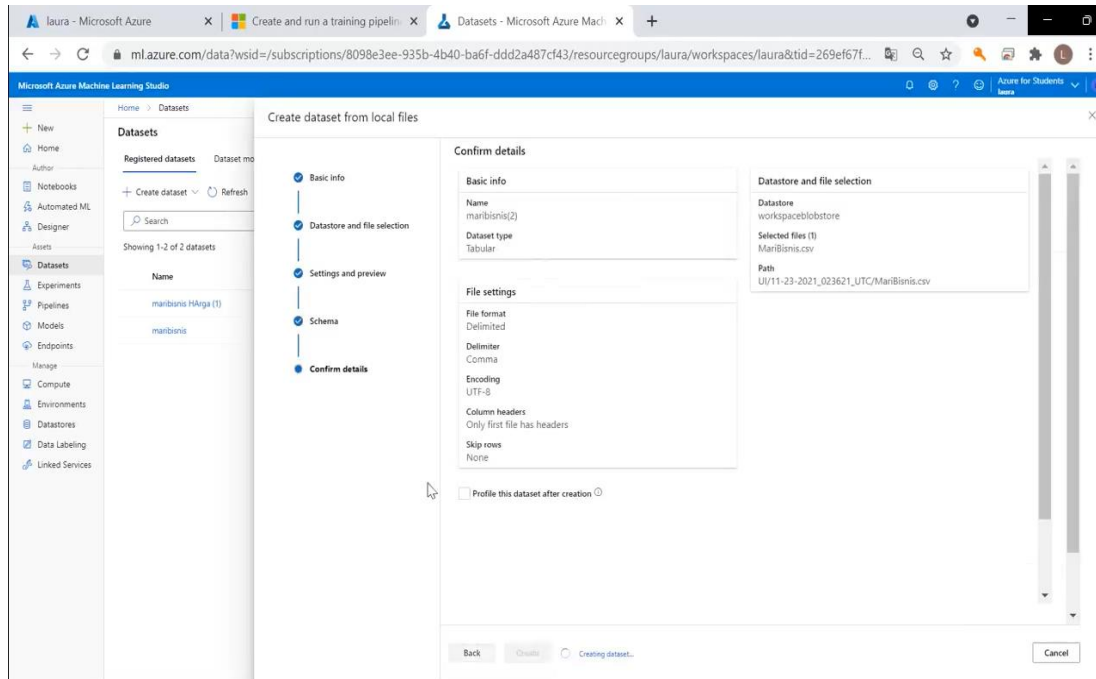 laura - Microsoft Azure
Create and run a training pipelin
Datasets - Microsoft Azure Mach
ml.azure.com/data?wsid=/subscriptions/8098e3ee-935b-4b40-ba6f-ddd2a487cf43/resourcegroups/laura/workspaces/laura&tid=269ef67f...
L
Microsoft Azure Machine Learning Studio
Azure for Students
laura
New
Home
Author
Notebooks
Automated ML
Designer
Assets
Datasets
Experiments
Pipelines
Models
Endpoints
Manage
Compute
Environments
Datastores
Data Labeling
Linked Services
Home > Datasets
Datasets
Registered datasets Dataset mo
+ Create dataset Refresh
Search
Showing 1-2 of 2 datasets
Name
maribisnis HArga (1)
maribisnis
Create dataset from local files
Basic info
Datastore and file selection
Settings and preview
Schema
Confirm details
Confirm details
Basic info
Name
maribisnis(2)
Dataset type
Tabular
File settings
File format
Delimited
Delimiter
Comma
Encoding
UTF-8
Column headers
Only first file has headers
Skip rows
None
Profile this dataset after creation
Datastore and file selection
Datastore
workspaceblobstore
Selected files (1)
MariBisnis.csv
Path
UI/11-23-2021_023621_UTC/MariBisnis.csv
Back
Create
Creating dataset...
Cancel